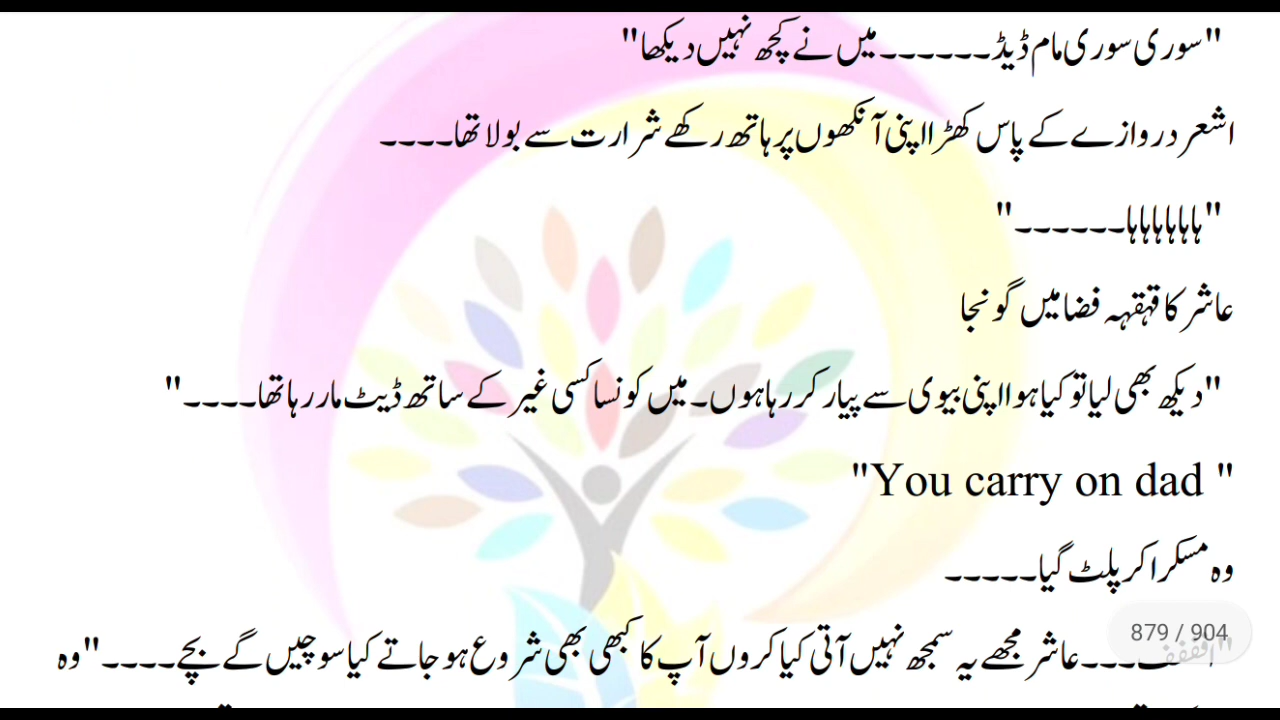 "سوری سوری مام ڈیڈ۔۔۔۔۔۔ میں نے کچھ نہیں دیکھا"
اشعر دروازے کے پاس کھڑا اپنی آنکھوں پر ہاتھ رکھے شرارت سے بولا تھا۔۔۔۔
"ہاہاہاہاہاہا۔۔۔۔۔۔"
عاشر کا قہقہہ فضا میں گونجا
"دیکھ بھی لیا تو کیا ہوا اپنی بیوی سے پیار کر رہا ہوں۔ میں کونسا کسی غیر کے ساتھ ڈیٹ مار رہا تھا۔۔۔۔"
"You carry on dad "
وہ مسکرا کر پلٹ گیا۔۔۔۔۔
879 / 904
۔۔۔ عاشر مجھے یہ سمجھ نہیں آتی کیا کروں آپ کا کبھی بھی شروع ہو جاتے کیا سوچیں گے بچے۔۔۔۔"وہ